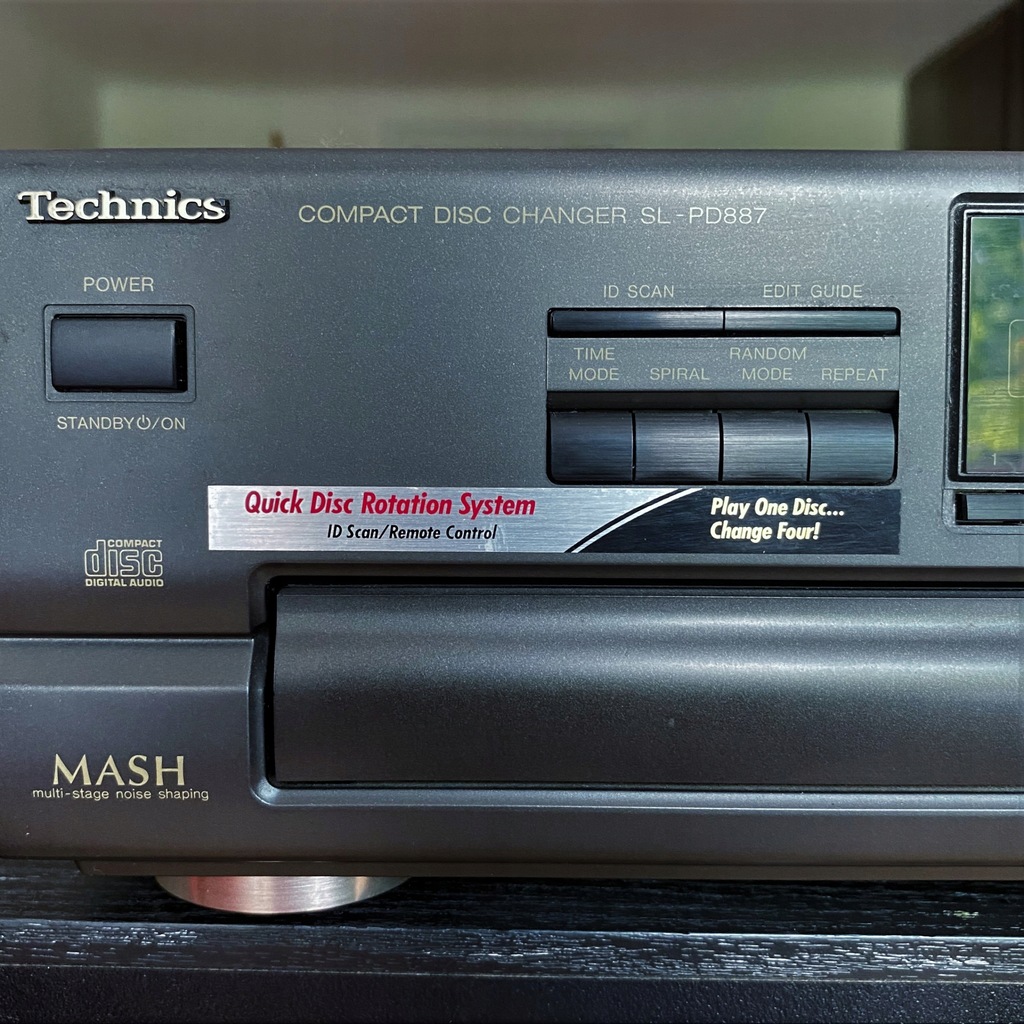 Technics
COMPACT DISC CHANGER SL-PD887
POWER
STANDBY⏻/ON
ID SCAN
EDIT GUIDE
TIME MODE
SPIRAL
RANDOM MODE
REPEAT
Quick Disc Rotation System
ID Scan/Remote Control
Play One Disc...
Change Four!
COMPACT
disc
DIGITAL AUDIO
MASH
multi-stage noise shaping
1